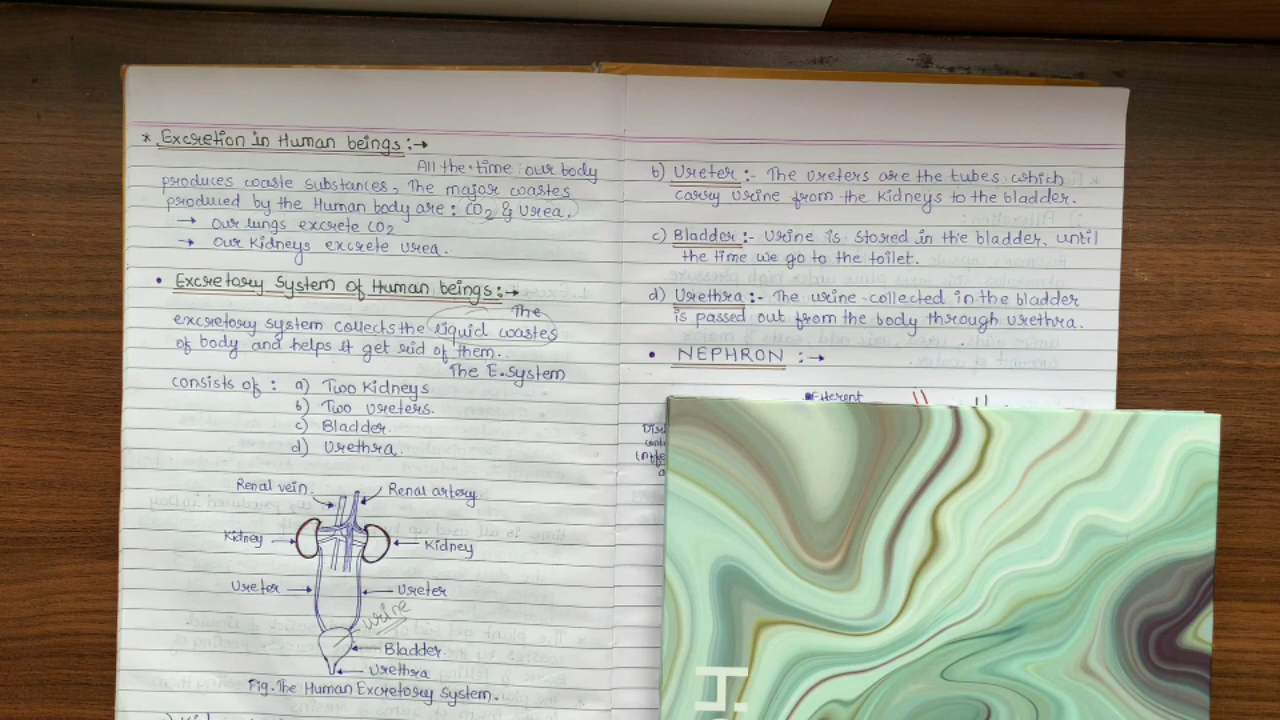 * Excretion in Human beings :→
All the time our body
produces waste substances. The major wastes
produced by the Human body are : CO2 & Urea.
→ Our lungs excrete CO2
→ Our Kidneys excrete urea.
• Excretory System of Human beings :→
The
excretory system collects the liquid wastes
of body and helps it get rid of them.
The E.system
consists of : a) Two Kidneys
b) Two ureters.
c) Bladder.
d) Urethra.
Renal vein.
Renal artery
Kidney
Kidney
Ureter
Ureter
urine
Bladder.
Urethra
Fig. The Human Excretory System.
b) Ureter :- The Ureters are the tubes which
carry urine from the kidneys to the bladder.
c) Bladder :- Urine is stored in the bladder, until
the time we go to the toilet.
d) Urethra :- The urine collected in the bladder
is passed out from the body through urethra.
• NEPHRON :→